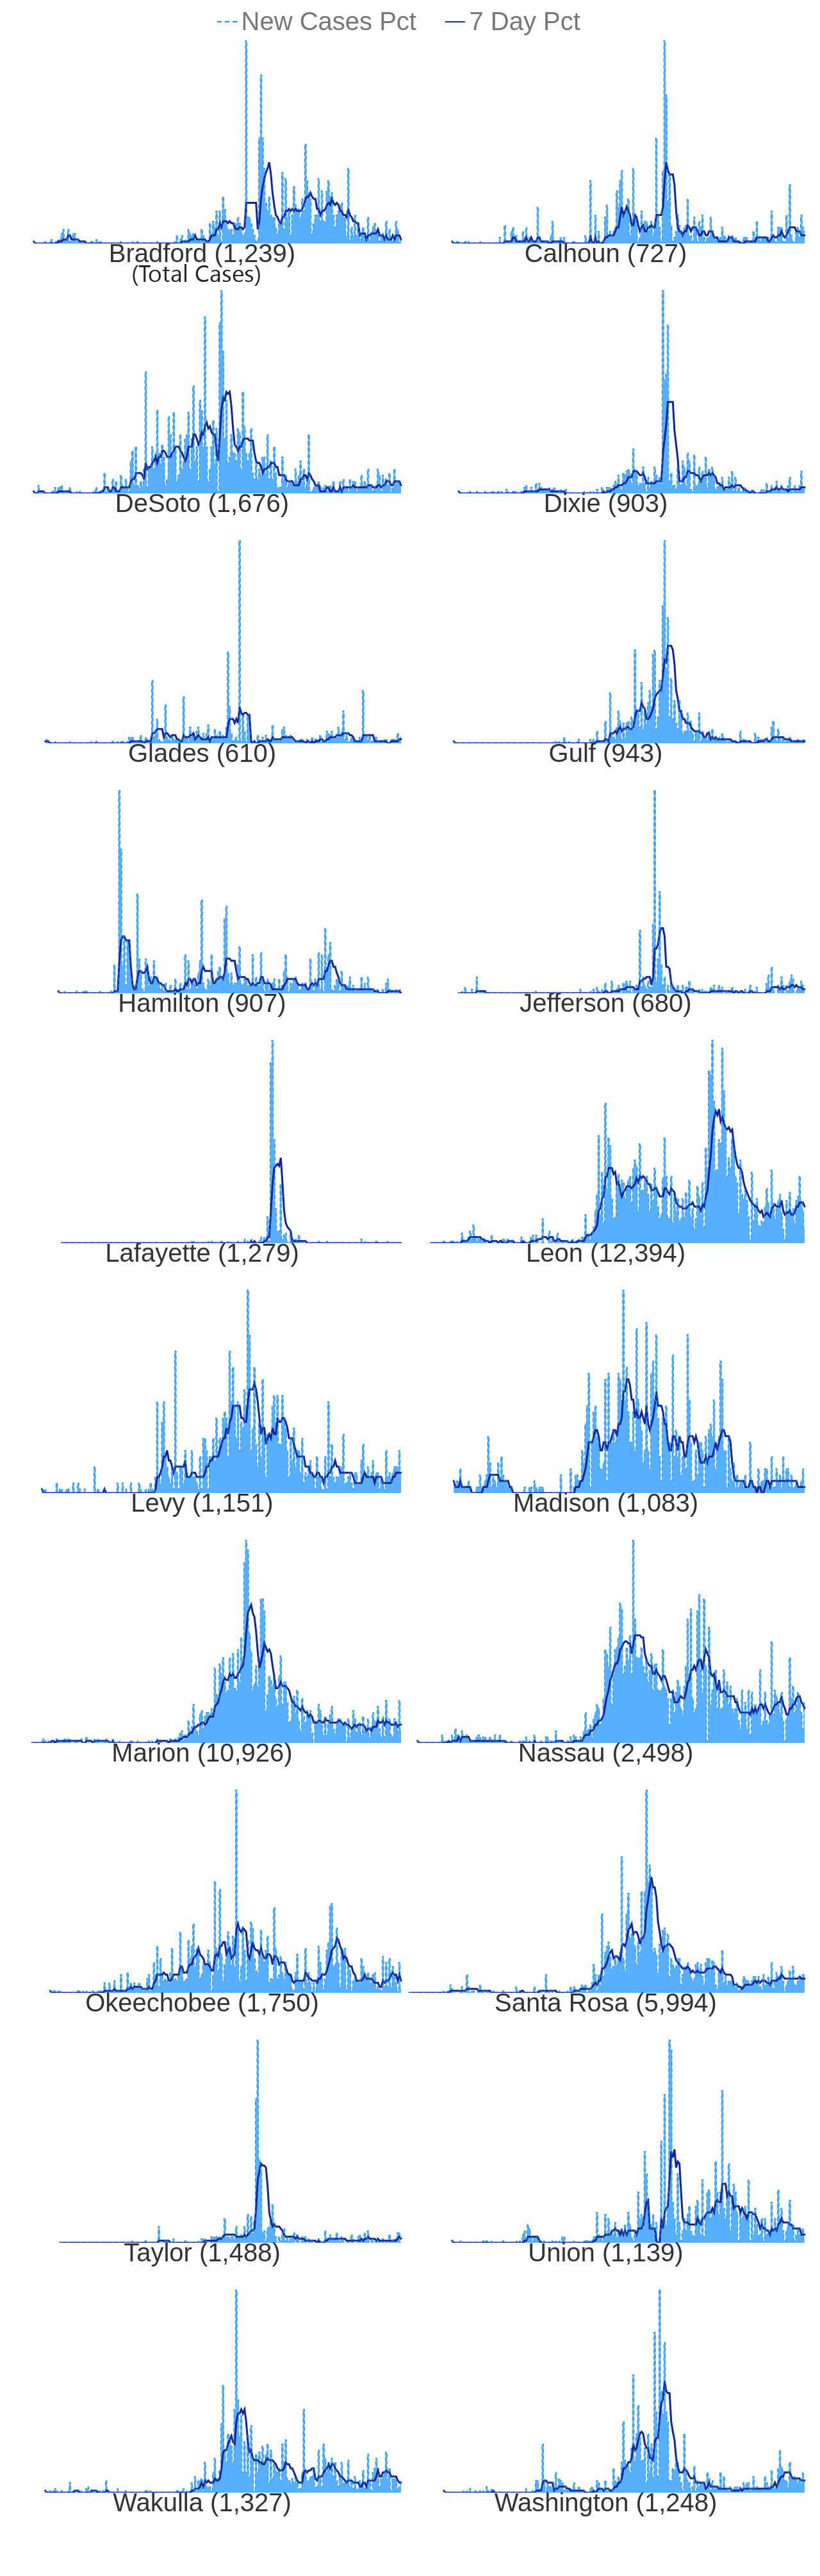 New Cases Pct 7 Day Pct
Bradford (1,239) Calhoun (727)
(Total Cases)
DeSoto (1,676) Dixie (903)
Glades (610) Gulf (943)
Hamilton (907) Jefferson (680)
Lafayette (1,279) Leon (12,394)
Levy (1,151) Madison (1,083)
Marion (10,926) Nassau (2,498)
Okeechobee (1,750) Santa Rosa (5,994)
Taylor (1,488) Union (1,139)
Wakulla (1,327) Washington (1,248)